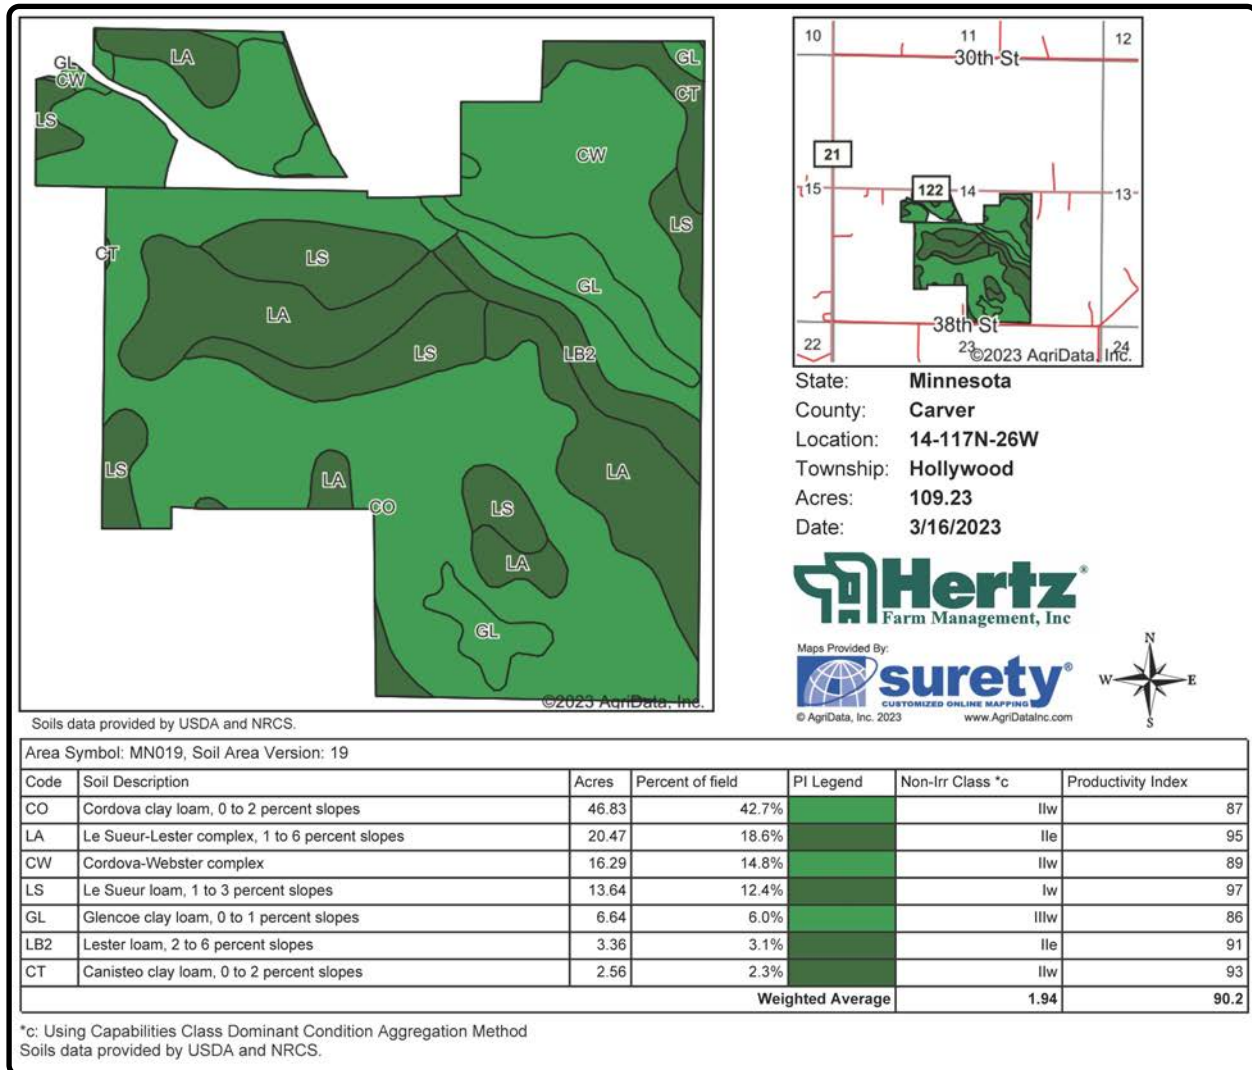 LA
GL
CW
LS
GL
CT
CW
LS
CT
LS
GL
LA
LS
LB2
LS
LA
LA
CO
LS
LA
GL
©2023 AgriData, Inc.
Soils data provided by USDA and NRCS.
10 11 12
30th St
21
15 122 14 13
38th St
22 23 24
©2023 AgriData, Inc.
State: Minnesota
County: Carver
Location: 14-117N-26W
Township: Hollywood
Acres: 109.23
Date: 3/16/2023
Hertz®
Farm Management, Inc
Maps Provided By:
surety®
CUSTOMIZED ONLINE MAPPING
© AgriData, Inc. 2023 www.AgriDataInc.com
N
W E
S
Area Symbol: MN019, Soil Area Version: 19
Code Soil Description Acres Percent of field PI Legend Non-Irr Class *c Productivity Index
CO Cordova clay loam, 0 to 2 percent slopes 46.83 42.7% IIw 87
LA Le Sueur-Lester complex, 1 to 6 percent slopes 20.47 18.6% IIe 95
CW Cordova-Webster complex 16.29 14.8% IIw 89
LS Le Sueur loam, 1 to 3 percent slopes 13.64 12.4% Iw 97
GL Glencoe clay loam, 0 to 1 percent slopes 6.64 6.0% IIIw 86
LB2 Lester loam, 2 to 6 percent slopes 3.36 3.1% IIe 91
CT Canisteo clay loam, 0 to 2 percent slopes 2.56 2.3% IIw 93
Weighted Average 1.94 90.2
*c: Using Capabilities Class Dominant Condition Aggregation Method
Soils data provided by USDA and NRCS.